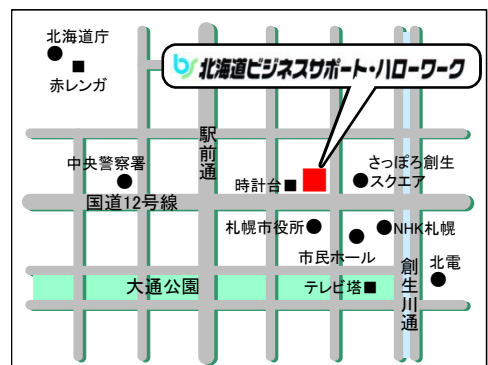 北海道庁
赤レンガ
北海道ビジネスサポート・ハローワーク
駅前通
中央警察署
時計台
さっぽろ創生
スクエア
国道12号線
札幌市役所
NHK札幌
市民ホール
創生川通
北電
大通公園
テレビ塔